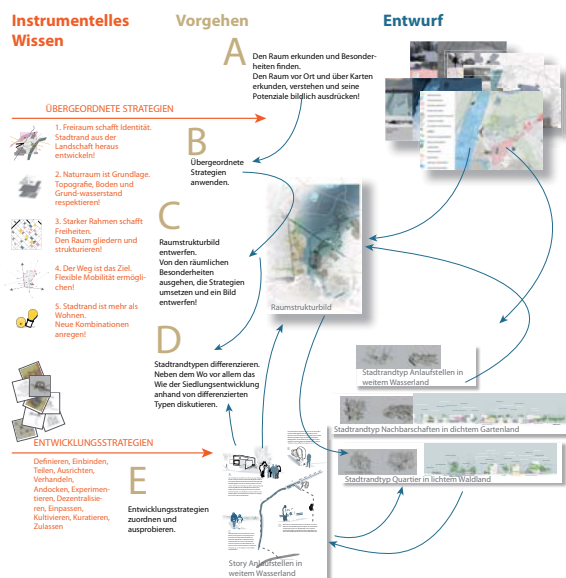 Instrumentelles
Wissen
Vorgehen
Entwurf
A
Den Raum erkunden und Besonder-
heiten finden.
Den Raum vor Ort und über Karten
erkunden, verstehen und seine
Potenziale bildlich ausdrücken!
ÜBERGEORDNETE STRATEGIEN
1. Freiraum schafft Identität.
Stadtrand aus der
Landschaft heraus
entwickeln!
2. Naturraum ist Grundlage.
Topografie, Boden und
Grund-wasserstand
respektieren!
3. Starker Rahmen schafft
Freiheiten.
Den Raum gliedern und
strukturieren!
4. Der Weg ist das Ziel.
Flexible Mobilität ermögli-
chen!
5. Stadtrand ist mehr als
Wohnen.
Neue Kombinationen
anregen!
B
Übergeordnete
Strategien
anwenden.
C
Raumstrukturbild
entwerfen.
Von den räumlichen
Besonderheiten
ausgehen, die Strategien
umsetzen und ein Bild
entwerfen!
Raumstrukturbild
D
Stadtrandtypen differenzieren.
Neben dem Wo vor allem das
Wie der Siedlungsentwicklung
anhand von differenzierten
Typen diskutieren.
Stadtrandtyp Anlaufstellen in
weitem Wasserland
Stadtrandtyp Nachbarschaften in dichtem Gartenland
Stadtrandtyp Quartier in lichtem Waldland
ENTWICKLUNGSSTRATEGIEN
Definieren, Einbinden,
Teilen, Ausrichten,
Verhandeln,
Andocken, Experimen-
tieren, Dezentralisie-
ren, Einpassen,
Kultivieren, Kuratieren,
Zulassen
E
Entwicklungsstrategien
zuordnen und
ausprobieren.
Story Anlaufstellen in
weitem Wasserland